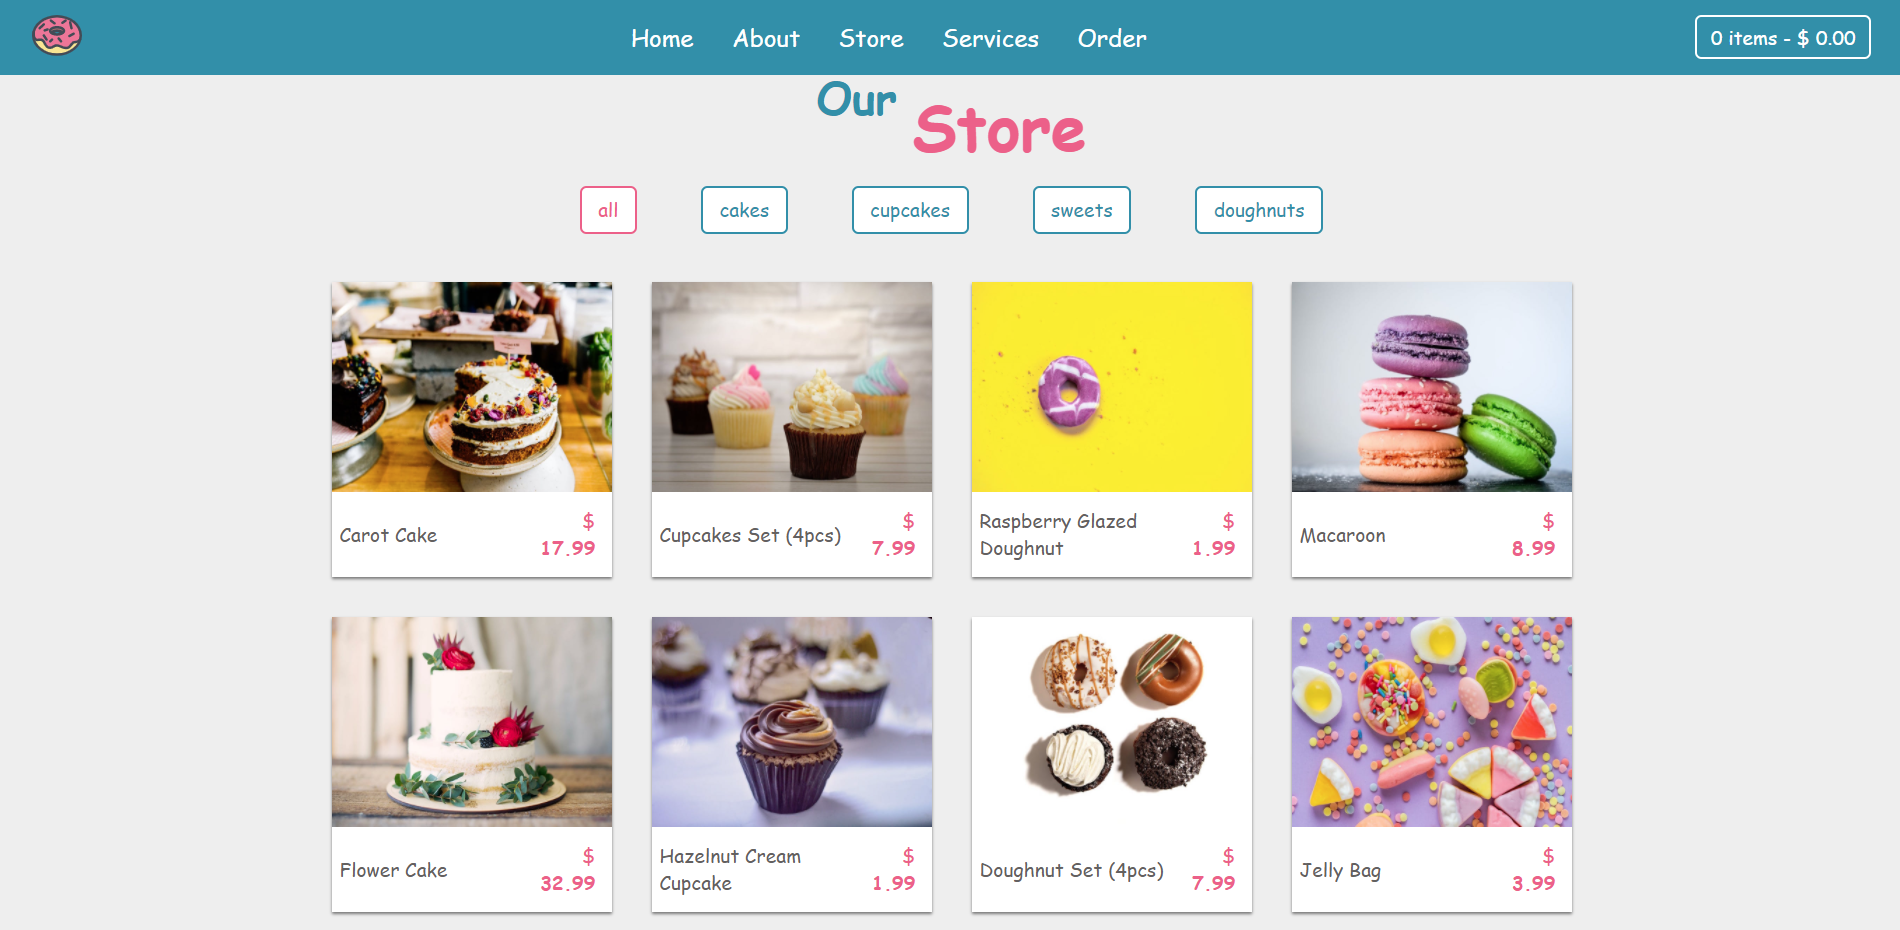 Home About Store Services Order
0 items - $ 0.00
Our Store
all cakes cupcakes sweets doughnuts
Carot Cake
$
17.99
Cupcakes Set (4pcs)
$
7.99
Raspberry Glazed
Doughnut
$
1.99
Macaroon
$
8.99
Flower Cake
$
32.99
Hazelnut Cream
Cupcake
$
1.99
Doughnut Set (4pcs)
$
7.99
Jelly Bag
$
3.99